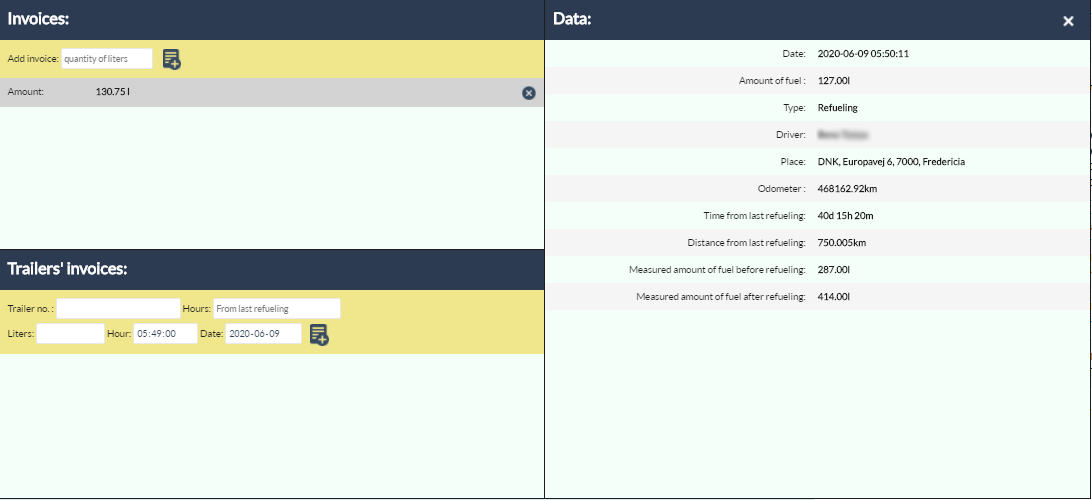 Invoices:
Add invoice: quantity of liters
Amount: 130.75 l
Trailers' invoices:
Trailer no. : Hours: From last refueling
Liters: Hour: 05:49:00 Date: 2020-06-09
Data:
Date: 2020-06-09 05:50:11
Amount of fuel : 127.00l
Type: Refueling
Driver:
Place: DNK, Europavej 6, 7000, Fredericia
Odometer : 468162.92km
Time from last refueling: 40d 15h 20m
Distance from last refueling: 750.005km
Measured amount of fuel before refueling: 287.00l
Measured amount of fuel after refueling: 414.00l